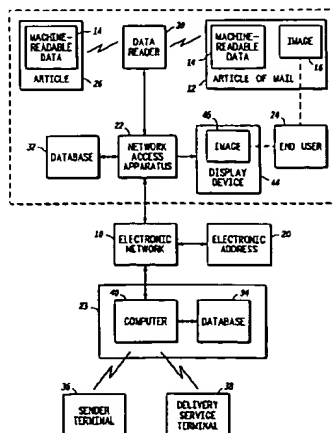 MACHINE-
READABLE
DATA
14
ARTICLE
26
DATA
READER
MACHINE-
READABLE
DATA
14
IMAGE
16
12
ARTICLE OF MAIL
32
DATABASE
22
NETWORK
ACCESS
APPARATUS
46
IMAGE
DISPLAY
DEVICE
44
24
END USER
18
ELECTRONIC
NETWORK
20
ELECTRONIC
ADDRESS
23
40
COMPUTER
34
DATABASE
36
SENDER
TERMINAL
38
DELIVERY
SERVICE
TERMINAL